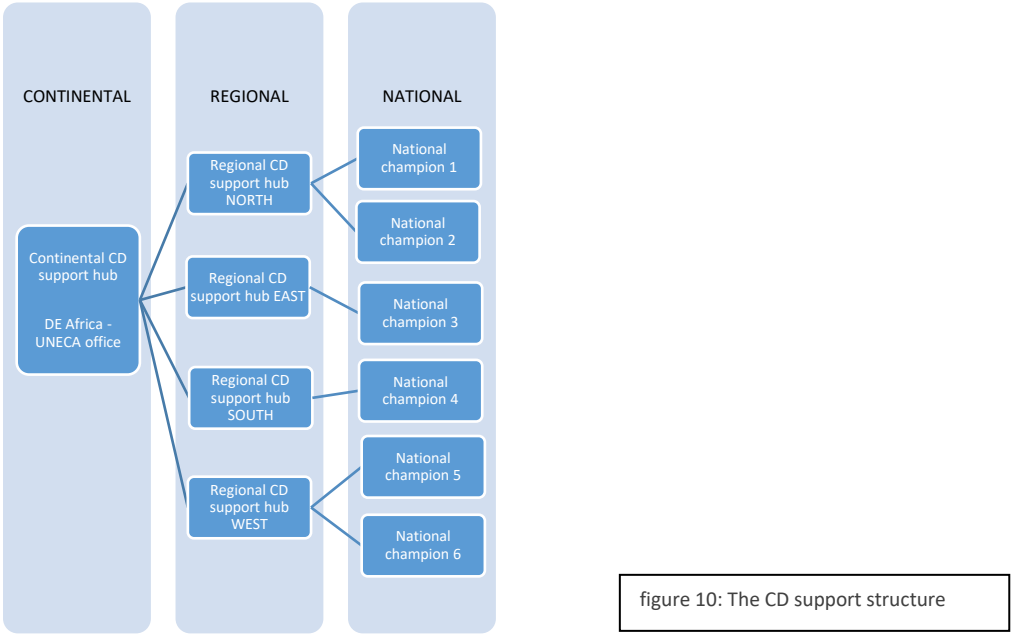 CONTINENTAL
REGIONAL
NATIONAL
Continental CD
support hub
DE Africa -
UNECA office
Regional CD
support hub
NORTH
Regional CD
support hub EAST
Regional CD
support hub
SOUTH
Regional CD
support hub
WEST
National
champion 1
National
champion 2
National
champion 3
National
champion 4
National
champion 5
National
champion 6
figure 10: The CD support structure